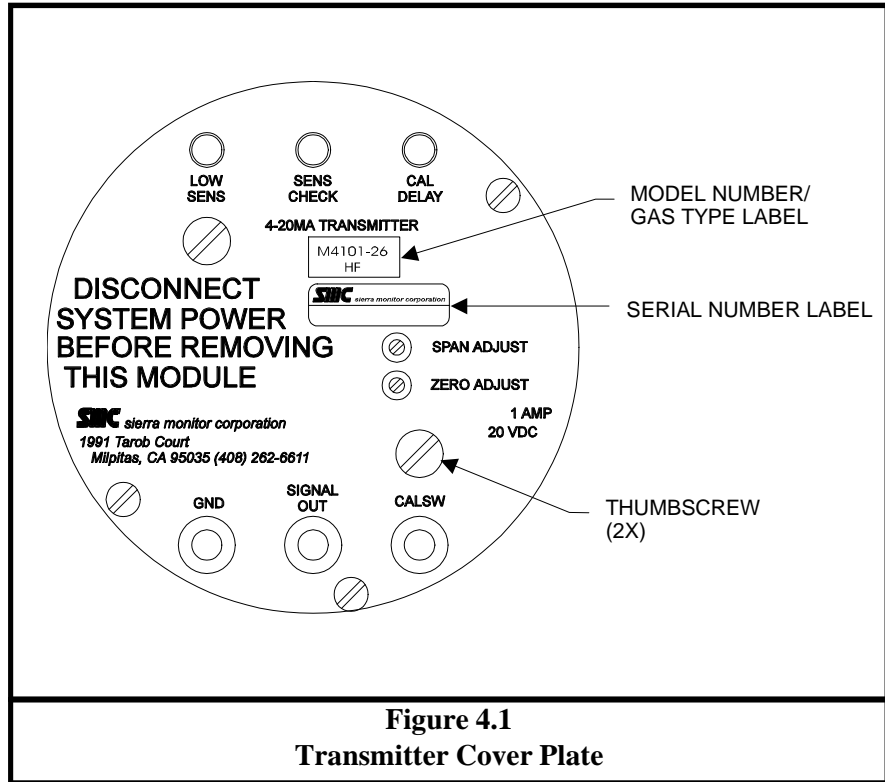 LOW
SENS
SENS
CHECK
CAL
DELAY
4-20MA TRANSMITTER
M4101-26
HF
MODEL NUMBER/
GAS TYPE LABEL
SMC sierra monitor corporation
SERIAL NUMBER LABEL
DISCONNECT
SYSTEM POWER
BEFORE REMOVING
THIS MODULE
SPAN ADJUST
ZERO ADJUST
1 AMP
20 VDC
SMC sierra monitor corporation
1991 Tarob Court
Milpitas, CA 95035 (408) 262-6611
THUMBSCREW
(2X)
GND
SIGNAL
OUT
CALSW
Figure 4.1
Transmitter Cover Plate